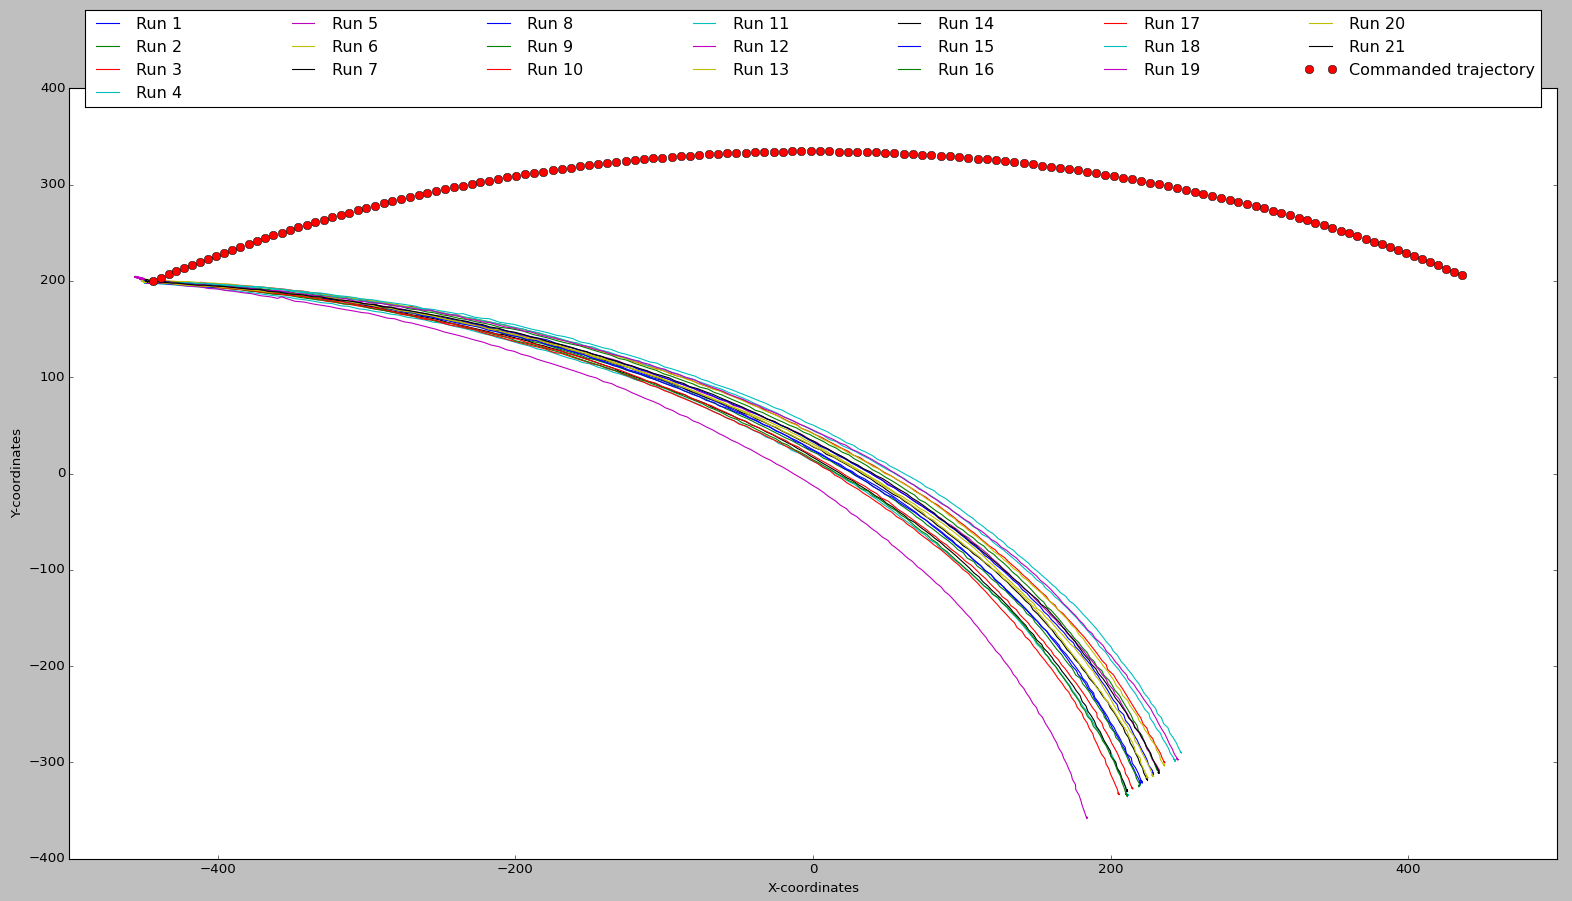 Run 1 Run 5 Run 8 Run 11 Run 14 Run 17 Run 20
Run 2 Run 6 Run 9 Run 12 Run 15 Run 18 Run 21
Run 3 Run 7 Run 10 Run 13 Run 16 Run 19 Commanded trajectory
Run 4
400
300
200
100
0
−100
−200
−300
−400
Y-coordinates
−400 −200 0 200 400
X-coordinates